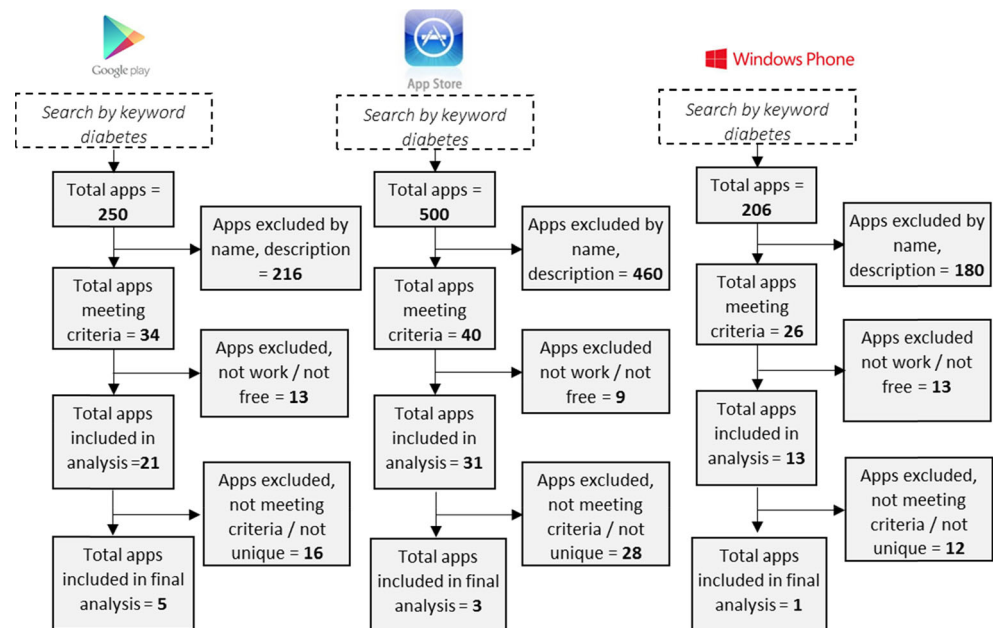 Google play
Search by keyword
diabetes
Total apps =
250
Apps excluded by
name, description
= 216
Total apps
meeting
criteria = 34
Apps excluded,
not work / not
free = 13
Total apps
included in
analysis =21
Apps excluded,
not meeting
criteria / not
unique = 16
Total apps
included in final
analysis = 5
App Store
Search by keyword
diabetes
Total apps =
500
Apps excluded by
name,
description = 460
Total apps
meeting
criteria = 40
Apps excluded
not work / not
free = 9
Total apps
included in
analysis = 31
Apps excluded,
not meeting
criteria / not
unique = 28
Total apps
included in final
analysis = 3
Windows Phone
Search by keyword
diabetes
Total apps =
206
Apps excluded by
name,
description = 180
Total apps
meeting
criteria = 26
Apps excluded
not work / not
free = 13
Total apps
included in
analysis = 13
Apps excluded,
not meeting
criteria / not
unique = 12
Total apps
included in final
analysis = 1